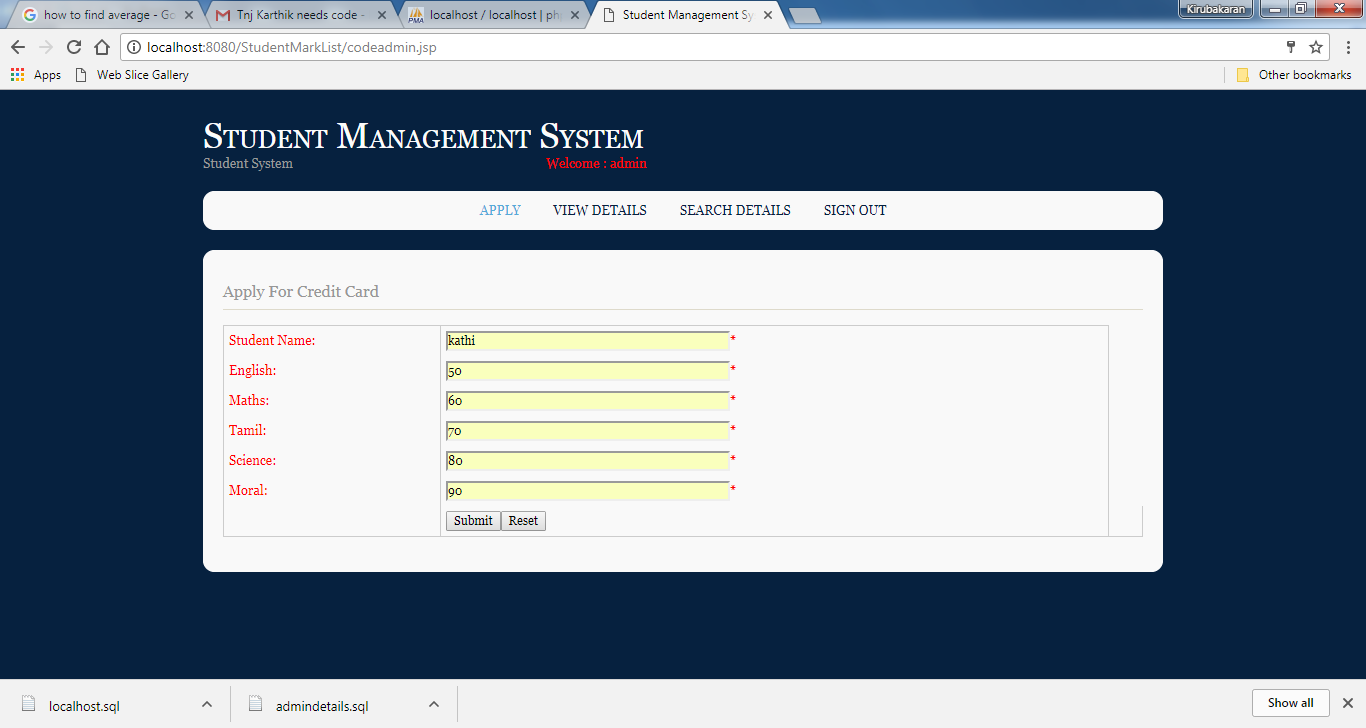 how to find average - Go
Tnj Karthik needs code -
localhost / localhost | ph
Student Management Sy
Kirubakaran
localhost:8080/StudentMarkList/codeadmin.jsp
Apps
Web Slice Gallery
Other bookmarks
Student Management System
Student System
Welcome : admin
APPLY VIEW DETAILS SEARCH DETAILS SIGN OUT
Apply For Credit Card
Student Name: kathi *
English: 50 *
Maths: 60 *
Tamil: 70 *
Science: 80 *
Moral: 90 *
Submit Reset
localhost.sql
admindetails.sql
Show all